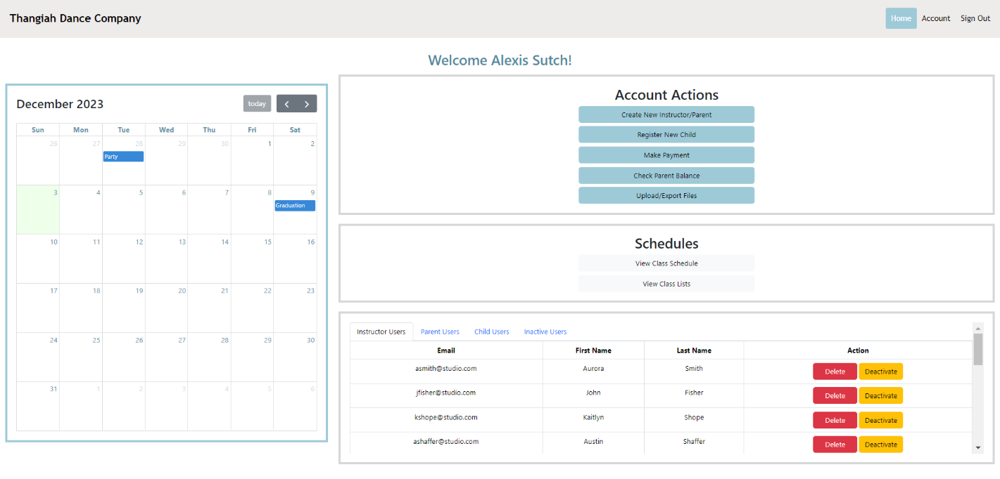 Thangiah Dance Company
Home Account Sign Out
Welcome Alexis Sutch!
December 2023
today
Sun Mon Tue Wed Thu Fri Sat
26 27 28 29 30 1 2
Party
3 4 5 6 7 8 9
Graduation
10 11 12 13 14 15 16
17 18 19 20 21 22 23
24 25 26 27 28 29 30
31 1 2 3 4 5 6
Account Actions
Create New Instructor/Parent
Register New Child
Make Payment
Check Parent Balance
Upload/Export Files
Schedules
View Class Schedule
View Class Lists
Instructor Users Parent Users Child Users Inactive Users
Email First Name Last Name Action
asmith@studio.com Aurora Smith Delete Deactivate
jfisher@studio.com John Fisher Delete Deactivate
kshope@studio.com Kaitlyn Shope Delete Deactivate
ashaffer@studio.com Austin Shaffer Delete Deactivate